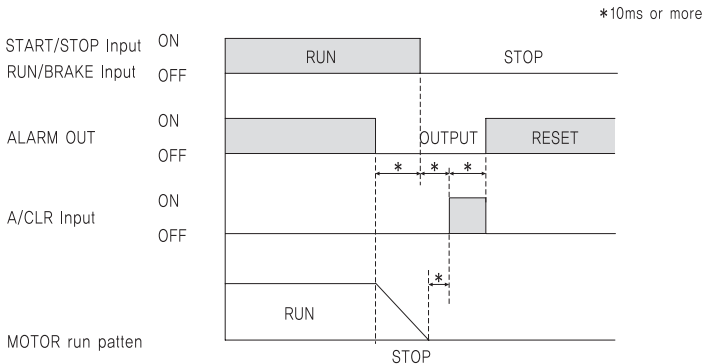 *10ms or more
START/STOP Input
RUN/BRAKE Input
ON
OFF
RUN
STOP
ALARM OUT
ON
OFF
OUTPUT
RESET
* * *
A/CLR Input
ON
OFF
*
RUN
MOTOR run patten
STOP